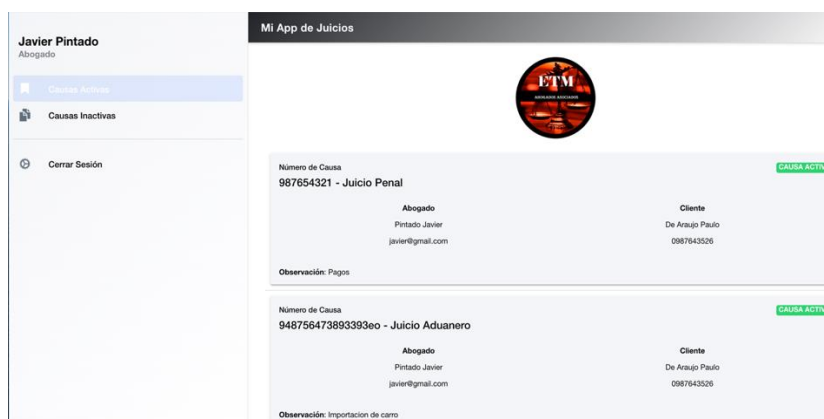 Javier Pintado
Abogado
Causas Activas
Causas Inactivas
Cerrar Sesión
Mi App de Juicios
ETM
ABOGADOS ASOCIADOS
Número de Causa
CAUSA ACTIV
987654321 - Juicio Penal
Abogado Cliente
Pintado Javier De Araujo Paulo
javier@gmail.com 0987643526
Observación: Pagos
Número de Causa
CAUSA ACTIV
948756473893393eo - Juicio Aduanero
Abogado Cliente
Pintado Javier De Araujo Paulo
javier@gmail.com 0987643526
Observación: Importacion de carro